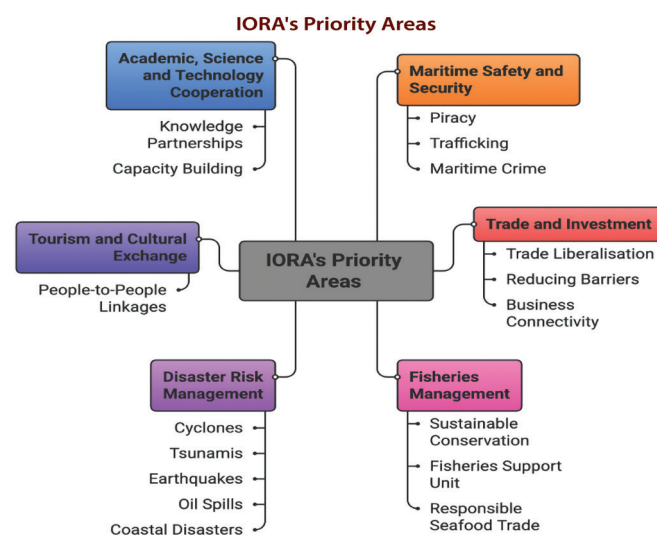 IORA's Priority Areas
Academic, Science
and Technology
Cooperation
Knowledge
Partnerships
Capacity Building
Maritime Safety and
Security
Piracy
Trafficking
Maritime Crime
Tourism and Cultural
Exchange
People-to-People
Linkages
IORA's Priority
Areas
Trade and Investment
Trade Liberalisation
Reducing Barriers
Business
Connectivity
Disaster Risk
Management
Cyclones
Tsunamis
Earthquakes
Oil Spills
Coastal Disasters
Fisheries
Management
Sustainable
Conservation
Fisheries Support
Unit
Responsible
Seafood Trade